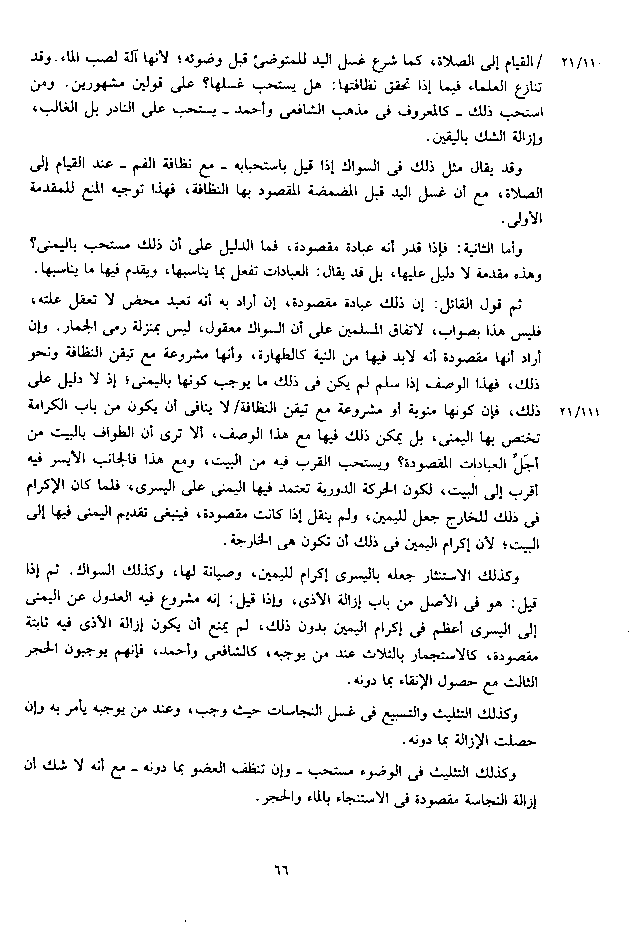 ٢١/١١٠ / القيام إلى الصلاة، كما شرع غسل اليد للمتوضئ قبل وضوئه؛ لأنها آلة لصب الماء. وقد
تنازع العلماء فيما إذا تحقق نظافتها: هل يستحب غسلها؟ على قولين مشهورين. ومن
استحب ذلك ـ كالمعروف فى مذهب الشافعى وأحمد ـ يستحب على النادر بل الغالب،
وإزالة الشك باليقين.
وقد يقال مثل ذلك فى السواك إذا قيل باستحبابه ـ مع نظافة الفم ـ عند القيام إلى
الصلاة، مع أن غسل اليد قبل المضمضة المقصود بها النظافة، فهذا توجيه المنع للمقدمة
الأولى.
وأما الثانية: فإذا قدر أنه عبادة مقصودة، فما الدليل على أن ذلك مستحب باليمنى؟
وهذه مقدمة لا دليل عليها، بل قد يقال: العبادات تفعل بما يناسبها، ويقدم فيها ما يناسبها.
ثم قول القائل: إن ذلك عبادة مقصودة، إن أراد به أنه تعبد محض لا تعقل علته،
فليس هذا بصواب، لاتفاق المسلمين على أن السواك معقول، ليس بمنزلة رمى الجمار. وإن
أراد أنها مقصودة أنه لابد فيها من النية كالطهارة، وأنها مشروعة مع تيقن النظافة ونحو
ذلك، فهذا الوصف إذا سلم لم يكن فى ذلك ما يوجب كونها باليمنى؛ إذ لا دليل على
٢١/١١١ ذلك، فإن كونها منوية أو مشروعة مع تيقن النظافة/ لا ينافى أن يكون من باب الكرامة
تختص بها اليمنى، بل يمكن ذلك فيها مع هذا الوصف، ألا ترى أن الطواف بالبيت من
أجَلِّ العبادات المقصودة؟ ويستحب القرب فيه من البيت، ومع هذا فالجانب الأيسر فيه
أقرب إلى البيت، لكون الحركة الدورية تعتمد فيها اليمنى على اليسرى، فلما كان الإكرام
فى ذلك للخارج جعل لليمين، ولم ينقل إذا كانت مقصودة، فينبغى تقديم اليمنى فيها إلى
البيت؛ لأن إكرام اليمين فى ذلك أن تكون هى الخارجة.
وكذلك الاستنثار جعله باليسرى إكرام لليمين، وصيانة لها، وكذلك السواك. ثم إذا
قيل: هو فى الأصل من باب إزالة الأذى، وإذا قيل: إنه مشروع فيه العدول عن اليمنى
إلى اليسرى أعظم فى إكرام اليمين بدون ذلك، لم يمنع أن يكون إزالة الأذى فيه ثابتة
مقصودة، كالاستجمار بالثلاث عند من يوجبه، كالشافعى وأحمد، فإنهم يوجبون الحجر
الثالث مع حصول الإنقاء بما دونه.
وكذلك التثليث والتسبيع فى غسل النجاسات حيث وجب، وعند من يوجبه يأمر به وإن
حصلت الإزالة بما دونه.
وكذلك التثليث فى الوضوء مستحب ـ وإن تنظف العضو بما دونه ـ مع أنه لا شك أن
إزالة النجاسة مقصودة فى الاستنجاء بالماء والحجر.
٦٦